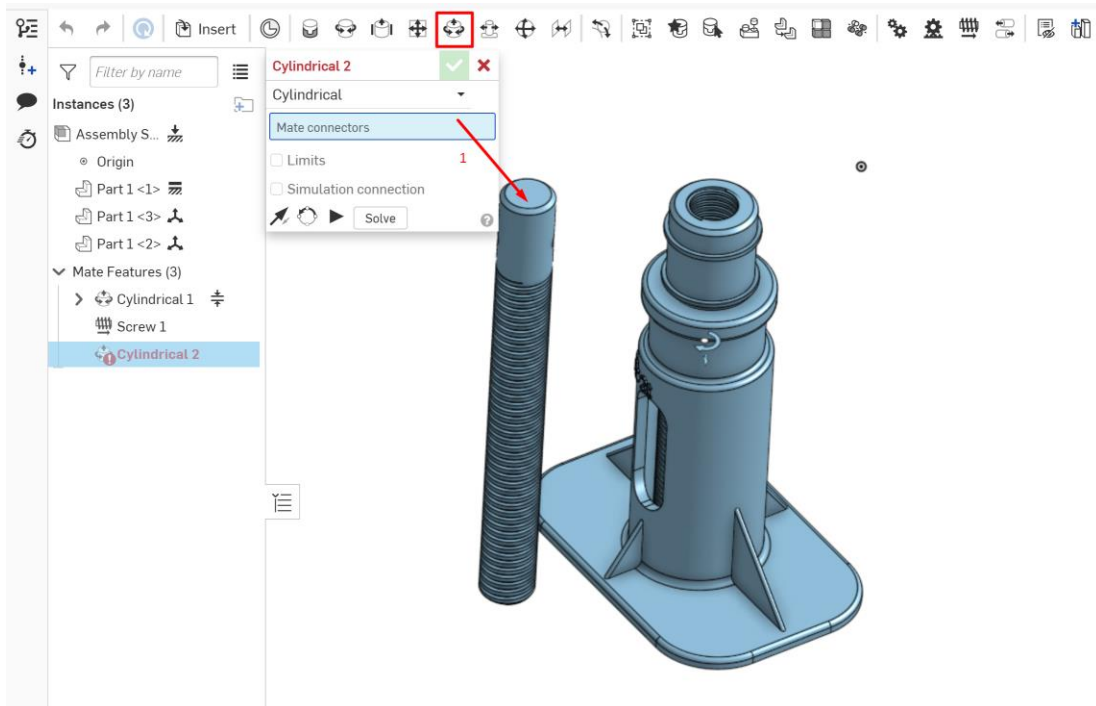 Insert
Filter by name
Instances (3)
Assembly S...
Origin
Part 1 <1>
Part 1 <3>
Part 1 <2>
Mate Features (3)
Cylindrical 1
Screw 1
Cylindrical 2
Cylindrical 2
Cylindrical
Mate connectors
Limits
1
Simulation connection
Solve